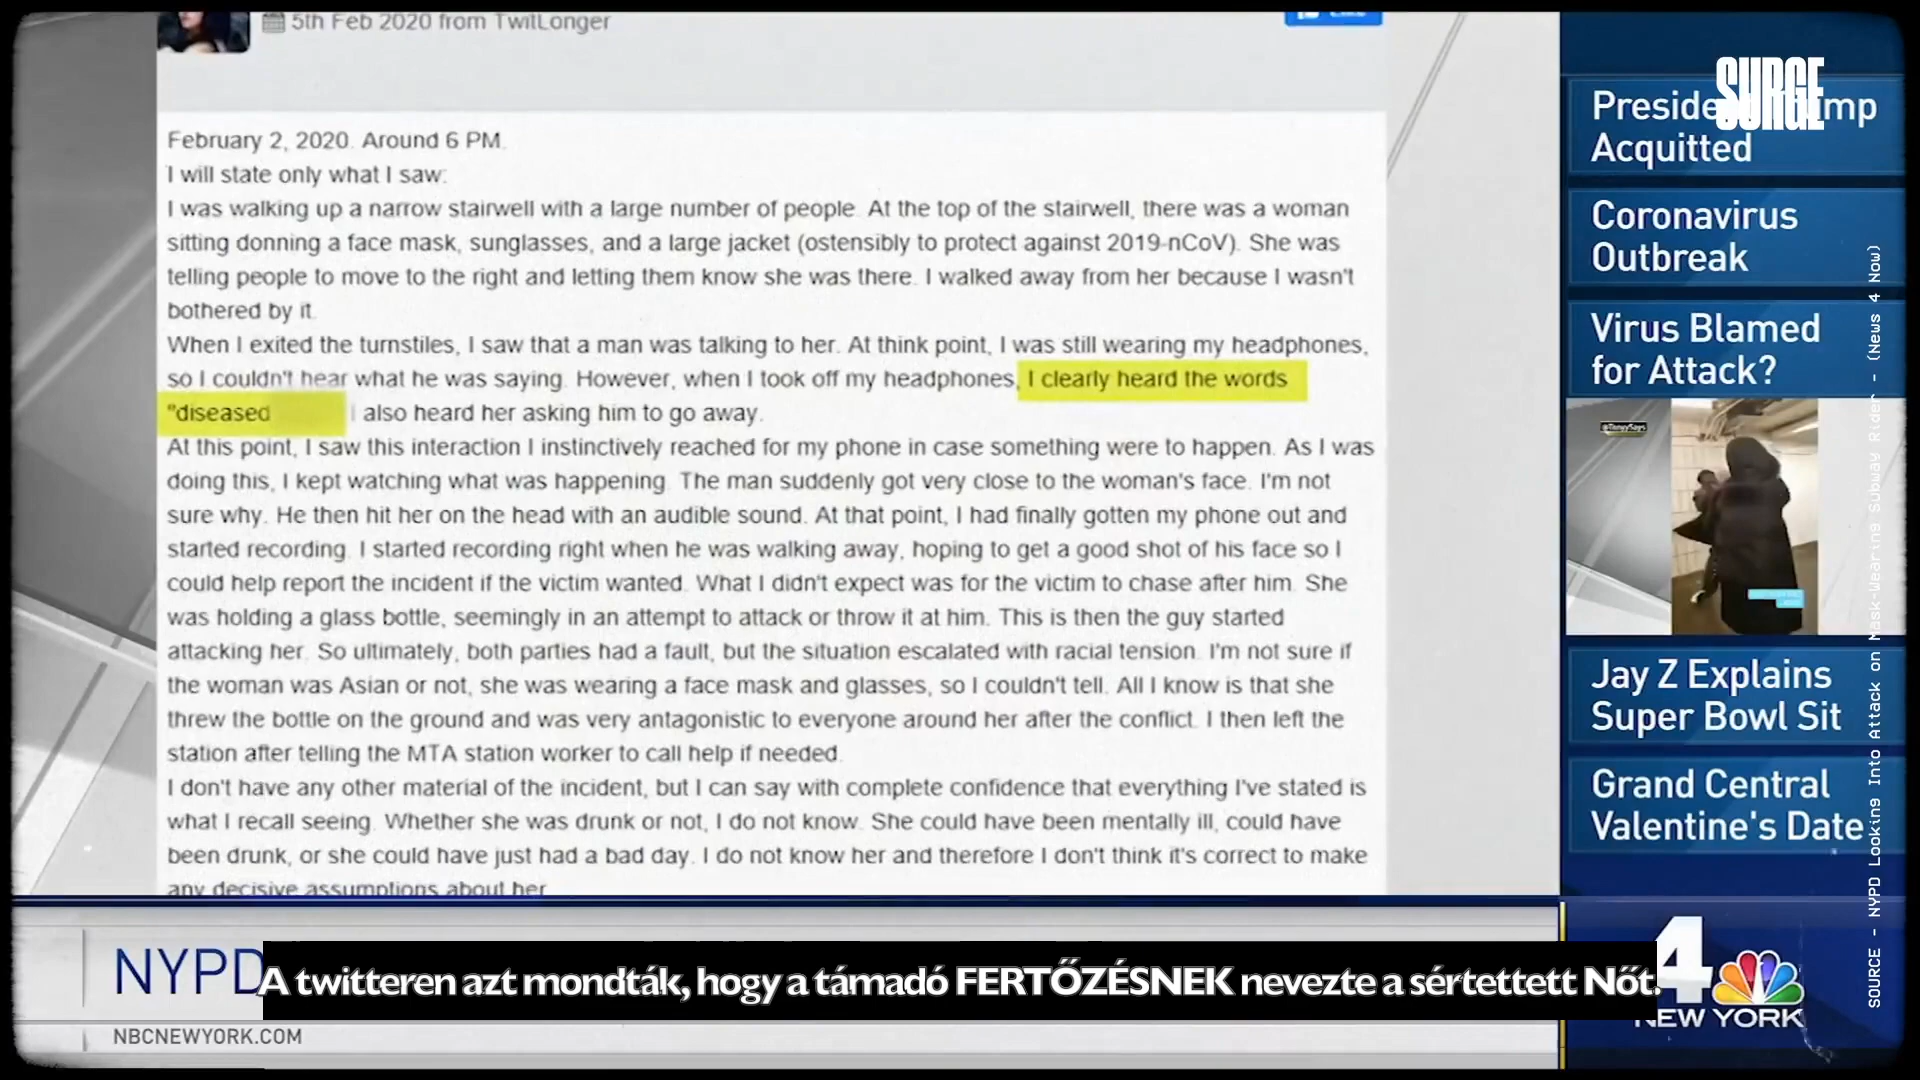 5th Feb 2020 from TwitLonger
February 2, 2020. Around 6 PM.
I will state only what I saw:
I was walking up a narrow stairwell with a large number of people. At the top of the stairwell, there was a woman
sitting donning a face mask, sunglasses, and a large jacket (ostensibly to protect against 2019-nCoV). She was
telling people to move to the right and letting them know she was there. I walked away from her because I wasn't
bothered by it.
When I exited the turnstiles, I saw that a man was talking to her. At think point, I was still wearing my headphones,
so I couldn't hear what he was saying. However, when I took off my headphones, I clearly heard the words
"diseased I also heard her asking him to go away.
At this point, I saw this interaction I instinctively reached for my phone in case something were to happen. As I was
doing this, I kept watching what was happening. The man suddenly got very close to the woman's face. I'm not
sure why. He then hit her on the head with an audible sound. At that point, I had finally gotten my phone out and
started recording. I started recording right when he was walking away, hoping to get a good shot of his face so I
could help report the incident if the victim wanted. What I didn't expect was for the victim to chase after him. She
was holding a glass bottle, seemingly in an attempt to attack or throw it at him. This is then the guy started
attacking her. So ultimately, both parties had a fault, but the situation escalated with racial tension. I'm not sure if
the woman was Asian or not, she was wearing a face mask and glasses, so I couldn't tell. All I know is that she
threw the bottle on the ground and was very antagonistic to everyone around her after the conflict. I then left the
station after telling the MTA station worker to call help if needed.
I don't have any other material of the incident, but I can say with complete confidence that everything I've stated is
what I recall seeing. Whether she was drunk or not, I do not know. She could have been mentally ill, could have
been drunk, or she could have just had a bad day. I do not know her and therefore I don't think it's correct to make
any decisive assumptions about her
SURGE
Acquitted
Coronavirus
Outbreak
Virus Blamed
for Attack?
@TansySays
Jay Z Explains
Super Bowl Sit
Grand Central
Valentine's Date
SOURCE - NYPD Looking Into Attack on Mask-Wearing Subway Rider - (News 4 Now)
NYPD
A twitteren azt mondták, hogy a támadó FERTŐZÉSNEK nevezte a sértettett Nőt.
4
NEW YORK
NBCNEWYORK.COM